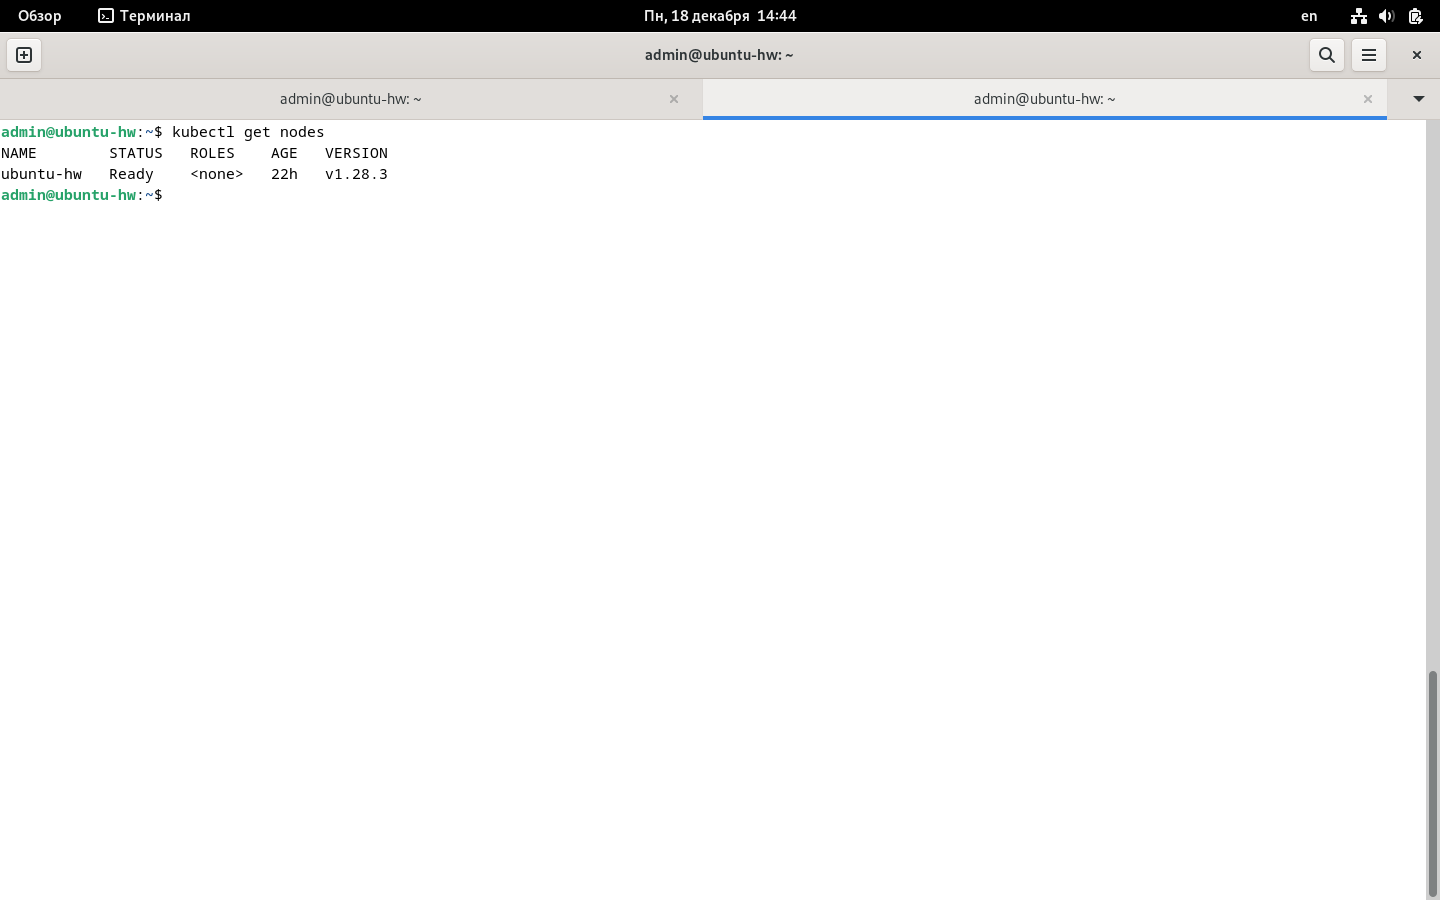 Обзор Терминал Пн, 18 декабря 14:44 en
admin@ubuntu-hw: ~
admin@ubuntu-hw: ~ admin@ubuntu-hw: ~
admin@ubuntu-hw:~$ kubectl get nodes
NAME        STATUS   ROLES    AGE   VERSION
ubuntu-hw   Ready    <none>   22h   v1.28.3
admin@ubuntu-hw:~$